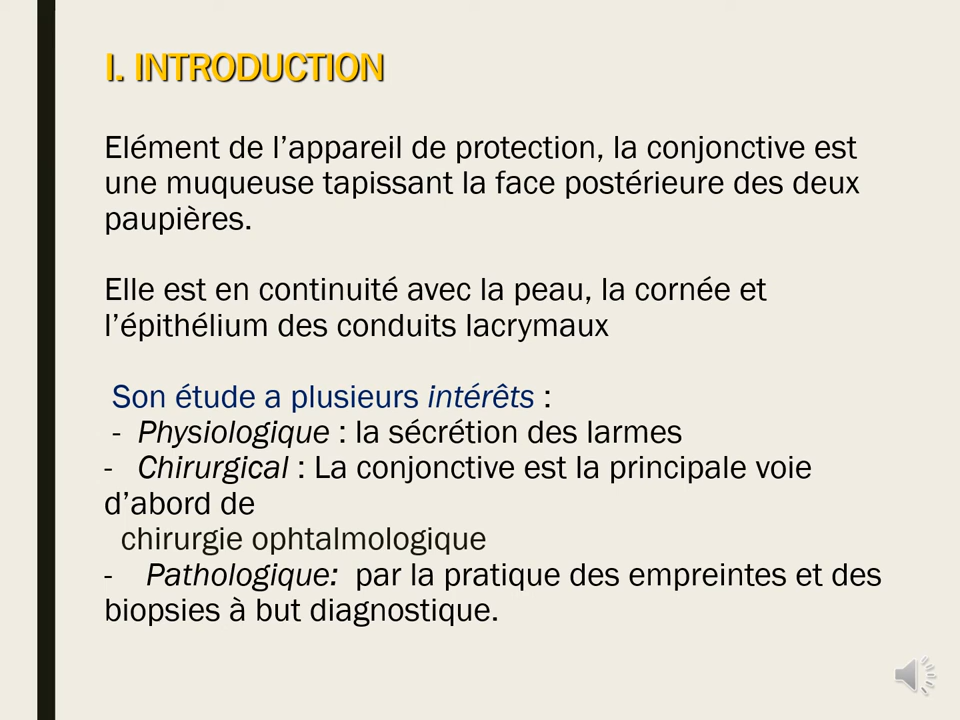 I. INTRODUCTION
Elément de l’appareil de protection, la conjonctive est
une muqueuse tapissant la face postérieure des deux
paupières.
Elle est en continuité avec la peau, la cornée et
l’épithélium des conduits lacrymaux
Son étude a plusieurs intérêts :
- Physiologique : la sécrétion des larmes
- Chirurgical : La conjonctive est la principale voie
d’abord de
chirurgie ophtalmologique
- Pathologique: par la pratique des empreintes et des
biopsies à but diagnostique.